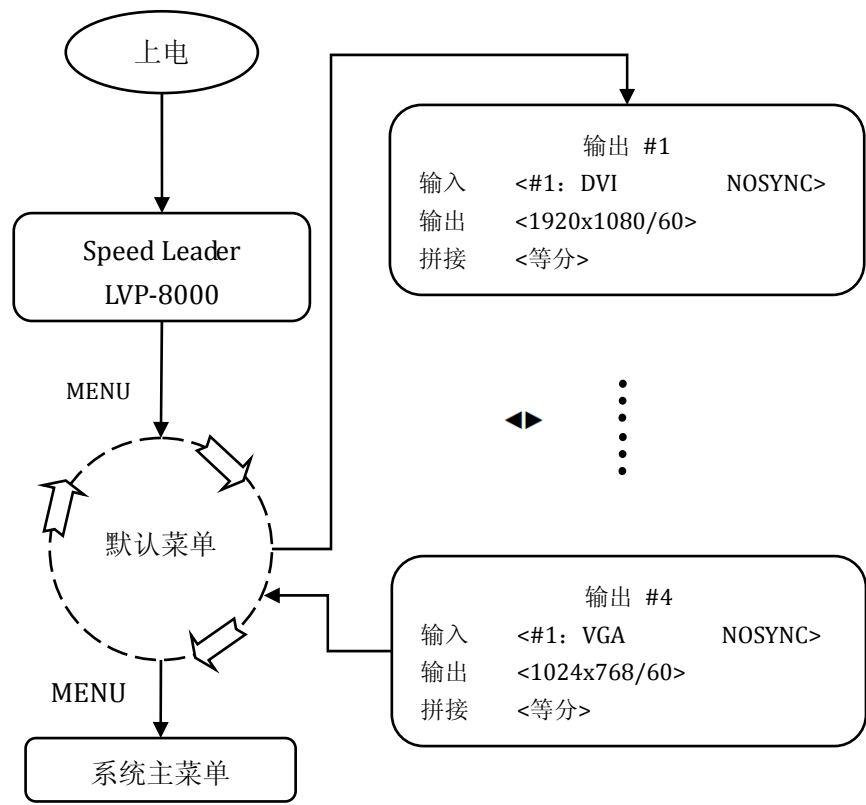 上电
Speed Leader
LVP-8000
MENU
默认菜单
MENU
系统主菜单
输出 #1
输入 <#1：DVI NOSYNC>
输出 <1920x1080/60>
拼接 <等分>
输出 #4
输入 <#1：VGA NOSYNC>
输出 <1024x768/60>
拼接 <等分>